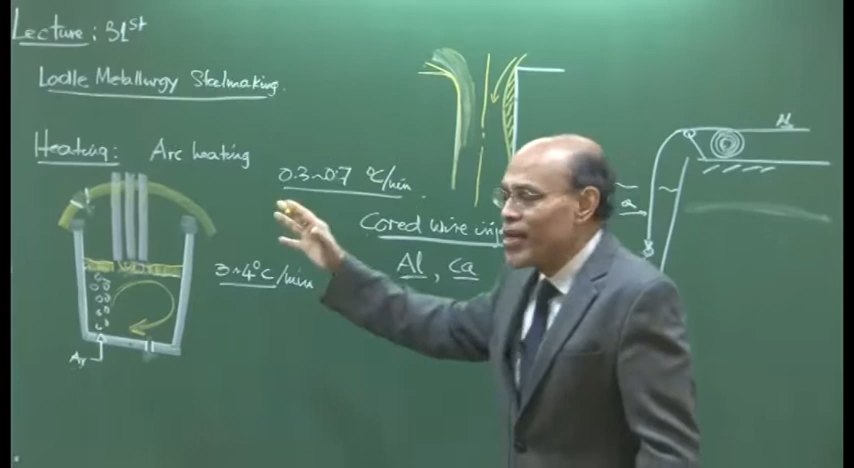 Lecture : 31st
Ladle Metallurgy Steelmaking.
Heating : Arc heating
0.3~0.7 °C/min.
Cored wire inj
Al, Ca
3~4°C/min
Ar